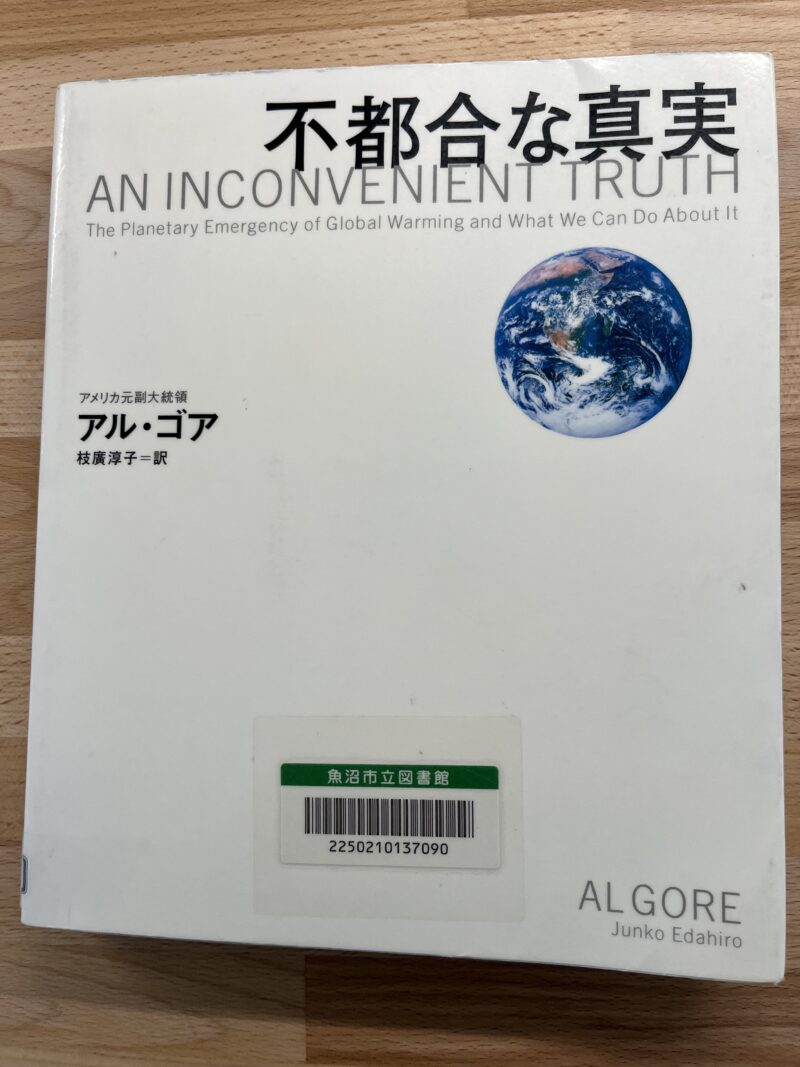 不都合な真実
AN INCONVENIENT TRUTH
The Planetary Emergency of Global Warming and What We Can Do About It
アメリカ元副大統領
アル・ゴア
枝廣淳子=訳
魚沼市立図書館
2250210137090
AL GORE
Junko Edahiro